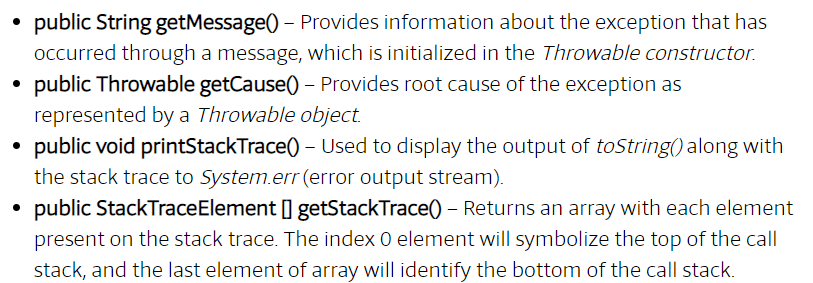 • public String getMessage() – Provides information about the exception that has
occurred through a message, which is initialized in the Throwable constructor.
• public Throwable getCause() – Provides root cause of the exception as
represented by a Throwable object.
• public void printStackTrace() – Used to display the output of toString() along with
the stack trace to System.err (error output stream).
• public StackTraceElement [] getStackTrace() – Returns an array with each element
present on the stack trace. The index 0 element will symbolize the top of the call
stack, and the last element of array will identify the bottom of the call stack.